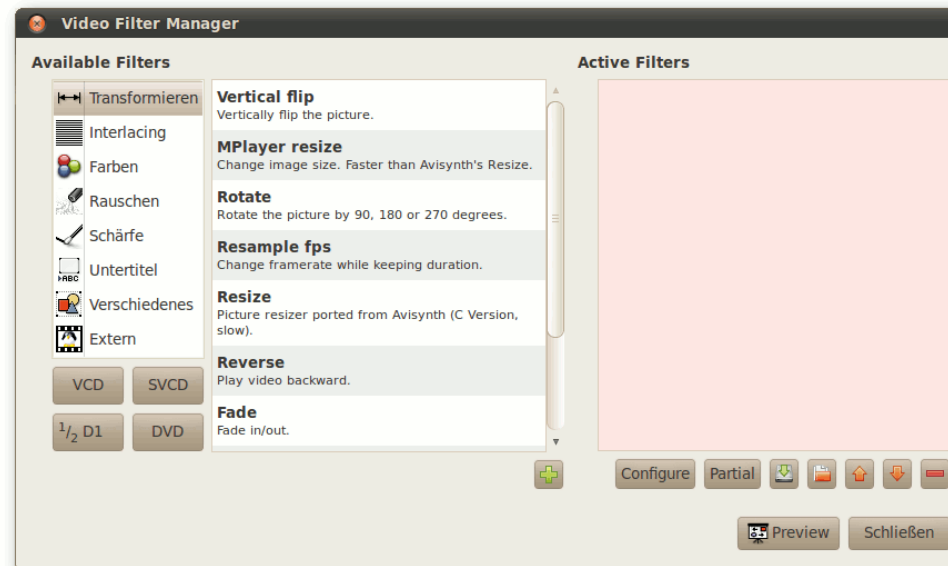 Video Filter Manager
Available Filters
Active Filters
Transformieren
Interlacing
Farben
Rauschen
Schärfe
ABC
Untertitel
Verschiedenes
Extern
VCD
SVCD
1/2 D1
DVD
Vertical flip
Vertically flip the picture.
MPlayer resize
Change image size. Faster than Avisynth's Resize.
Rotate
Rotate the picture by 90, 180 or 270 degrees.
Resample fps
Change framerate while keeping duration.
Resize
Picture resizer ported from Avisynth (C Version,
slow).
Reverse
Play video backward.
Fade
Fade in/out.
Configure
Partial
Preview
Schließen